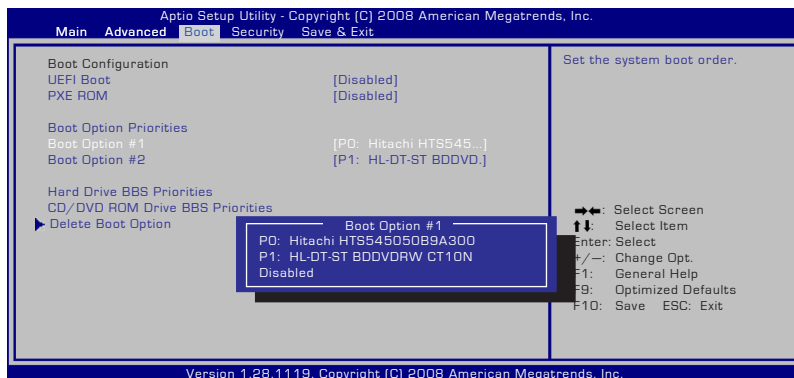 Aptio Setup Utility - Copyright (C) 2008 American Megatrends, Inc.
Main Advanced Boot Security Save & Exit
Boot Configuration
UEFI Boot [Disabled]
PXE ROM [Disabled]
Boot Option Priorities
Boot Option #1 [P0: Hitachi HTS545...]
Boot Option #2 [P1: HL-DT-ST BDDVD.]
Hard Drive BBS Priorities
CD/DVD ROM Drive BBS Priorities
Delete Boot Option
Boot Option #1
P0: Hitachi HTS545050B9A300
P1: HL-DT-ST BDDVDRW CT10N
Disabled
Set the system boot order.
: Select Screen
: Select Item
Enter: Select
+/—: Change Opt.
F1: General Help
F9: Optimized Defaults
F10: Save ESC: Exit
Version 1.28.1119. Copyright (C) 2008 American Megatrends, Inc.